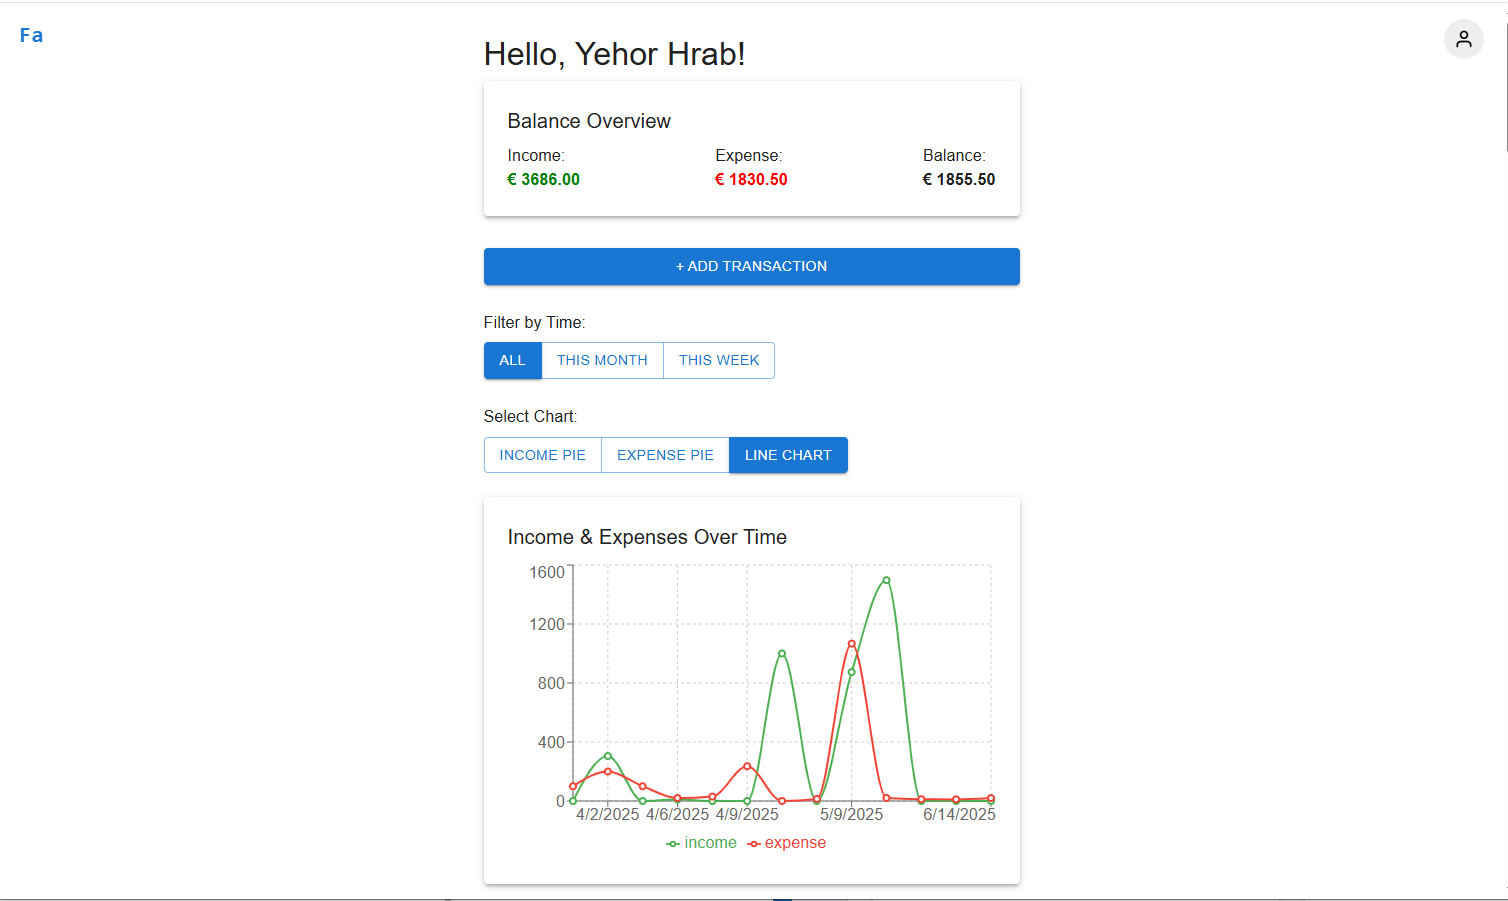 Fa
Hello, Yehor Hrab!
Balance Overview
Income: Expense: Balance:
€ 3686.00 € 1830.50 € 1855.50
+ ADD TRANSACTION
Filter by Time:
ALL THIS MONTH THIS WEEK
Select Chart:
INCOME PIE EXPENSE PIE LINE CHART
Income & Expenses Over Time
1600
1200
800
400
0
4/2/2025 4/6/2025 4/9/2025 5/9/2025 6/14/2025
income expense